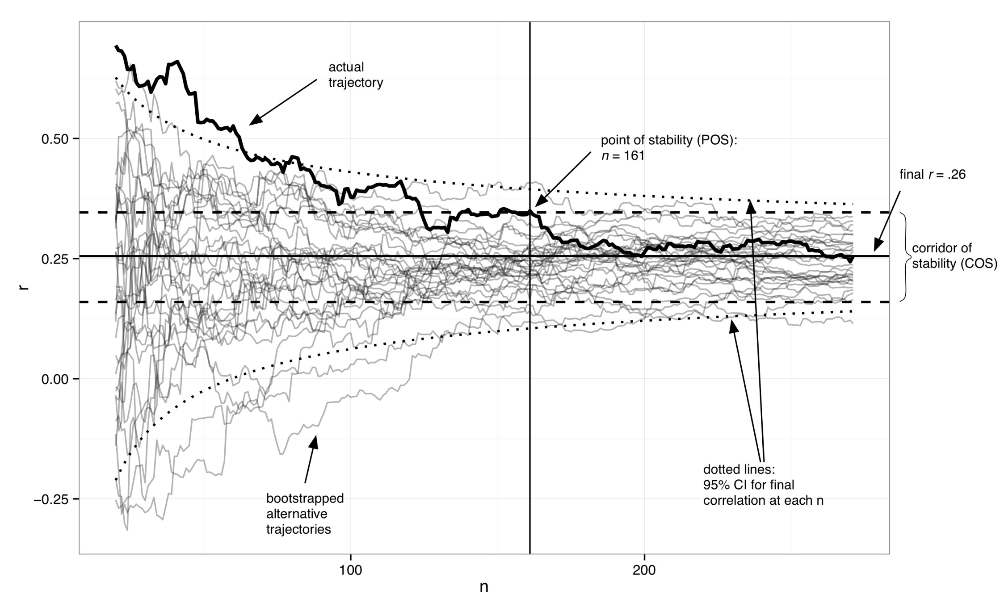 actual
trajectory
point of stability (POS):
n = 161
final r = .26
corridor of
stability (COS)
dotted lines:
95% CI for final
correlation at each n
bootstrapped
alternative
trajectories
0.50
0.25
0.00
−0.25
r
100
200
n